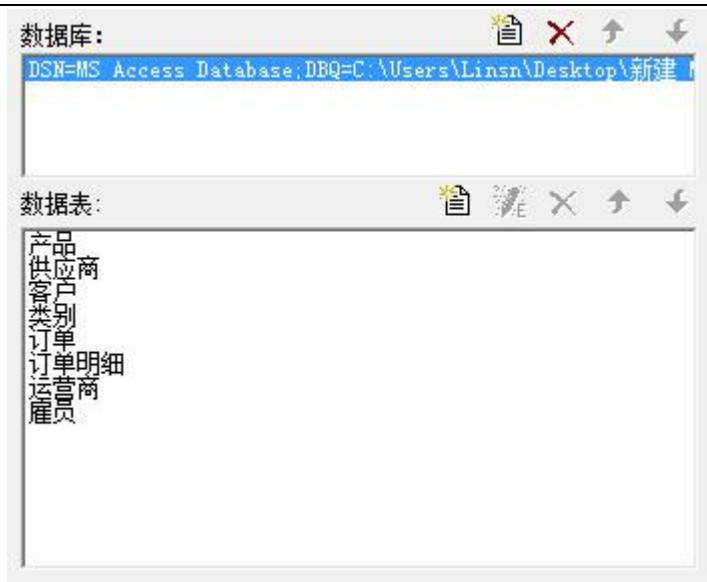 数据库：
DSN=MS Access Database;DBQ=C:\Users\Linsn\Desktop\新建
数据表:
产品
供应商
客户
类别
订单
订单明细
运营商
雇员